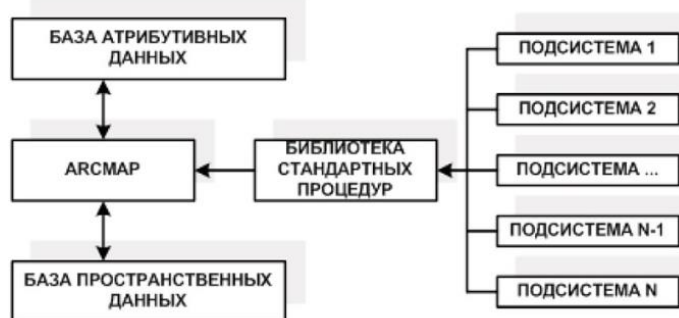 БАЗА АТРИБУТИВНЫХ
ДАННЫХ
ARCMAP
БАЗА ПРОСТРАНСТВЕННЫХ
ДАННЫХ
БИБЛИОТЕКА
СТАНДАРТНЫХ
ПРОЦЕДУР
ПОДСИСТЕМА 1
ПОДСИСТЕМА 2
ПОДСИСТЕМА ...
ПОДСИСТЕМА N-1
ПОДСИСТЕМА N